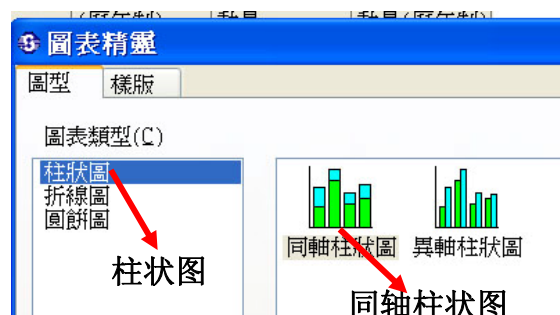 圖表精靈
圖型 樣版
圖表類型(C)
柱狀圖
折線圖
圓餅圖
同軸柱狀圖 異軸柱狀圖
柱状图
同轴柱状图